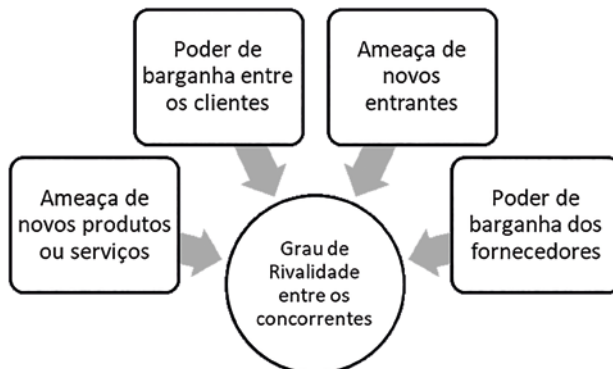 Poder de
barganha entre
os clientes
Ameaça de
novos
entrantes
Ameaça de
novos produtos
ou serviços
Poder de
barganha dos
fornecedores
Grau de
Rivalidade
entre os
concorrentes